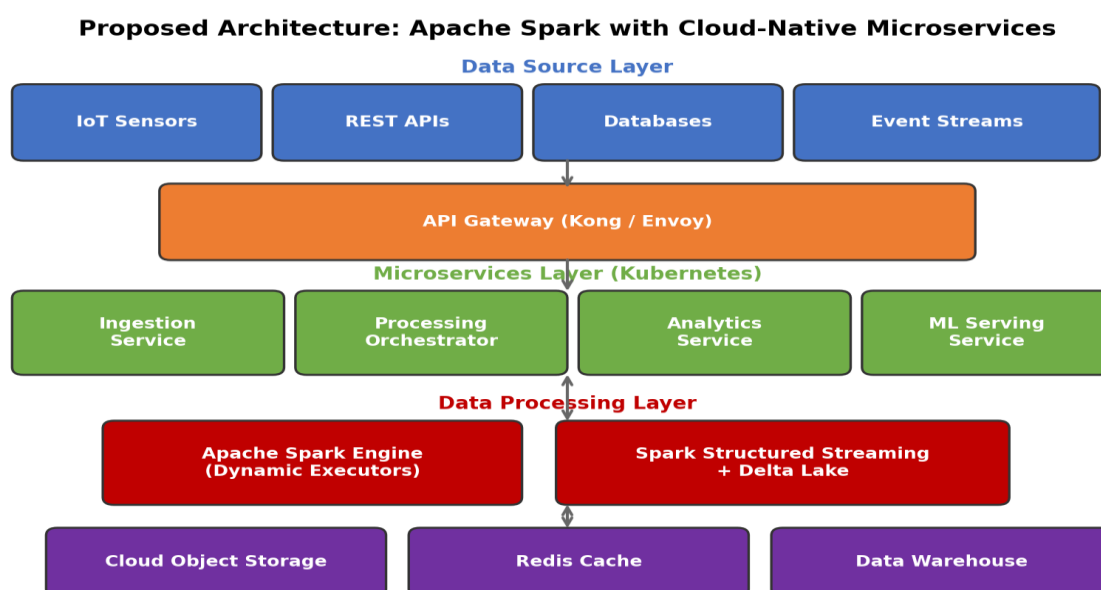 Proposed Architecture: Apache Spark with Cloud-Native Microservices
Data Source Layer
IoT Sensors
REST APIs
Databases
Event Streams
API Gateway (Kong / Envoy)
Microservices Layer (Kubernetes)
Ingestion
Service
Processing
Orchestrator
Analytics
Service
ML Serving
Service
Data Processing Layer
Apache Spark Engine
(Dynamic Executors)
Spark Structured Streaming
+ Delta Lake
Cloud Object Storage
Redis Cache
Data Warehouse